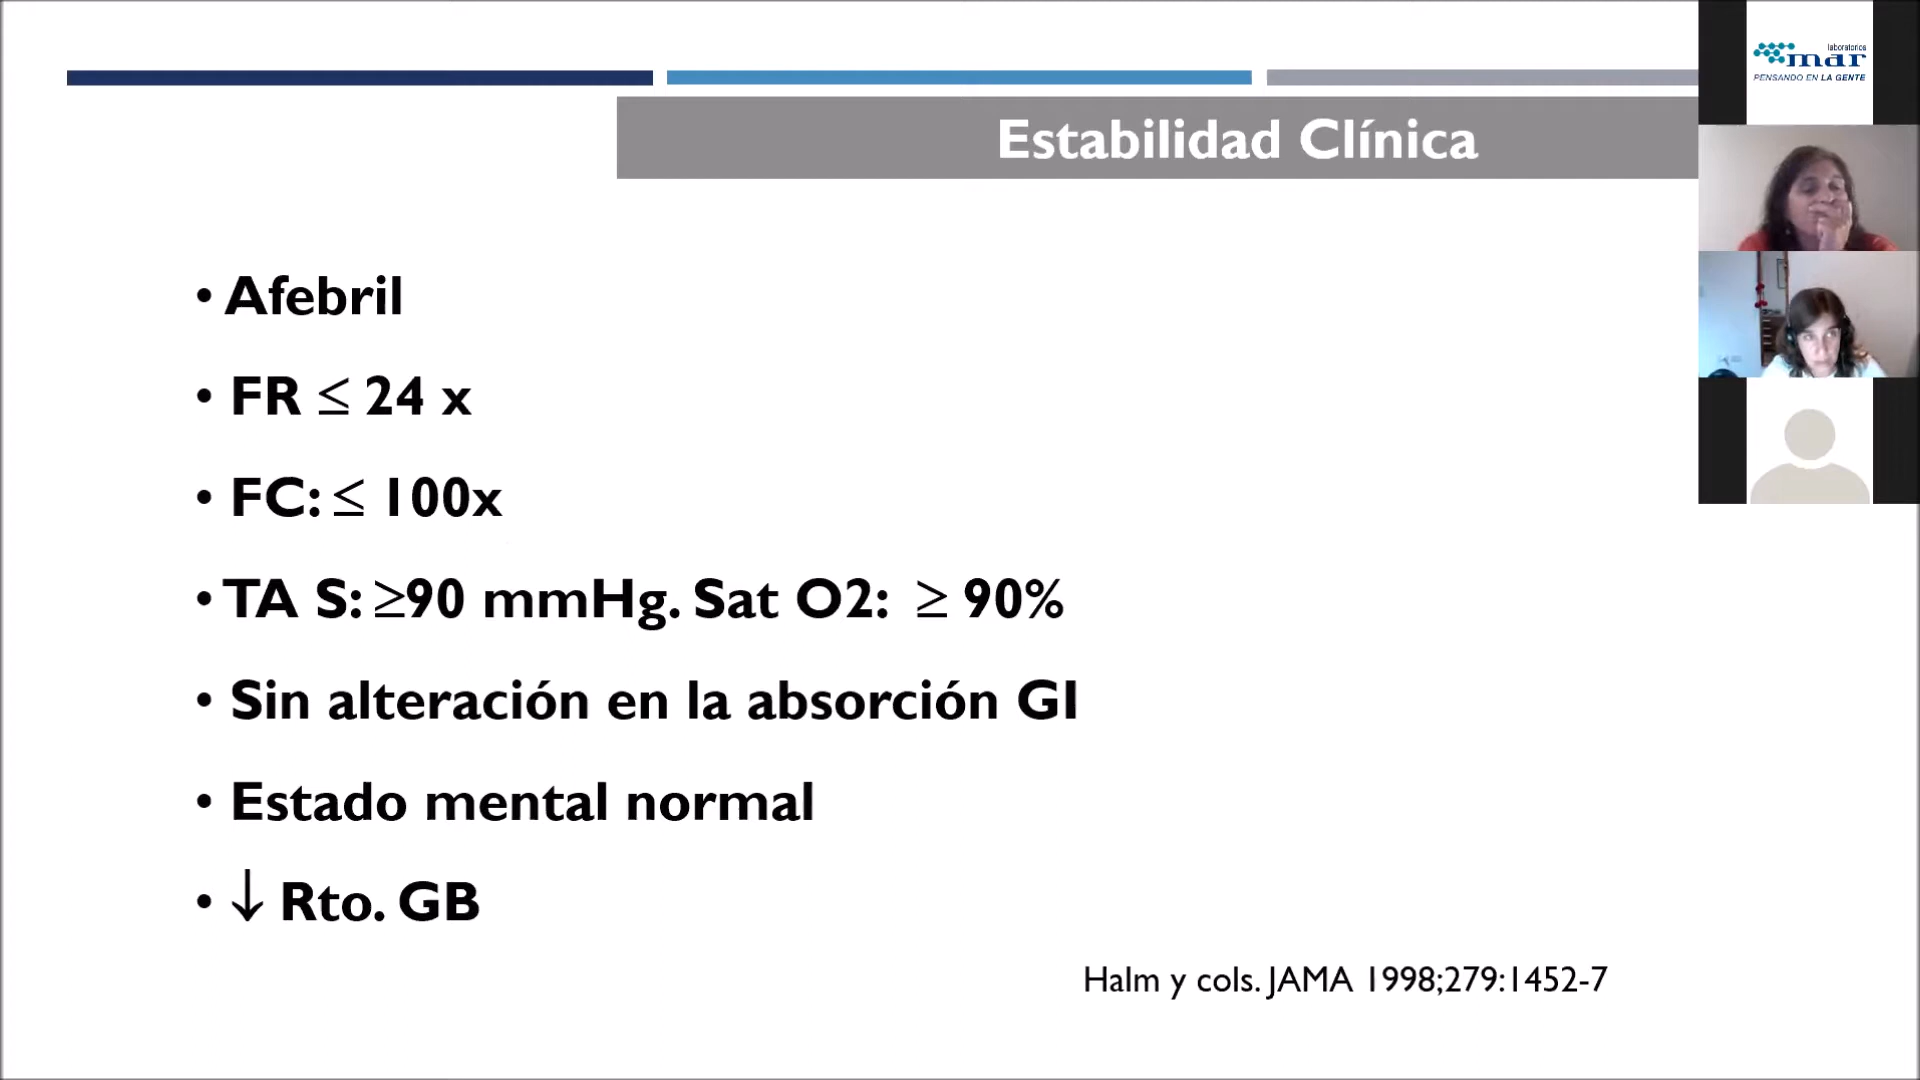 Estabilidad Clínica
• Afebril
• FR ≤ 24 x
• FC: ≤ 100x
• TA S: ≥90 mmHg. Sat O2: ≥ 90%
• Sin alteración en la absorción GI
• Estado mental normal
• ↓ Rto. GB
Halm y cols. JAMA 1998;279:1452-7
laboratorios
mar
PENSANDO EN LA GENTE